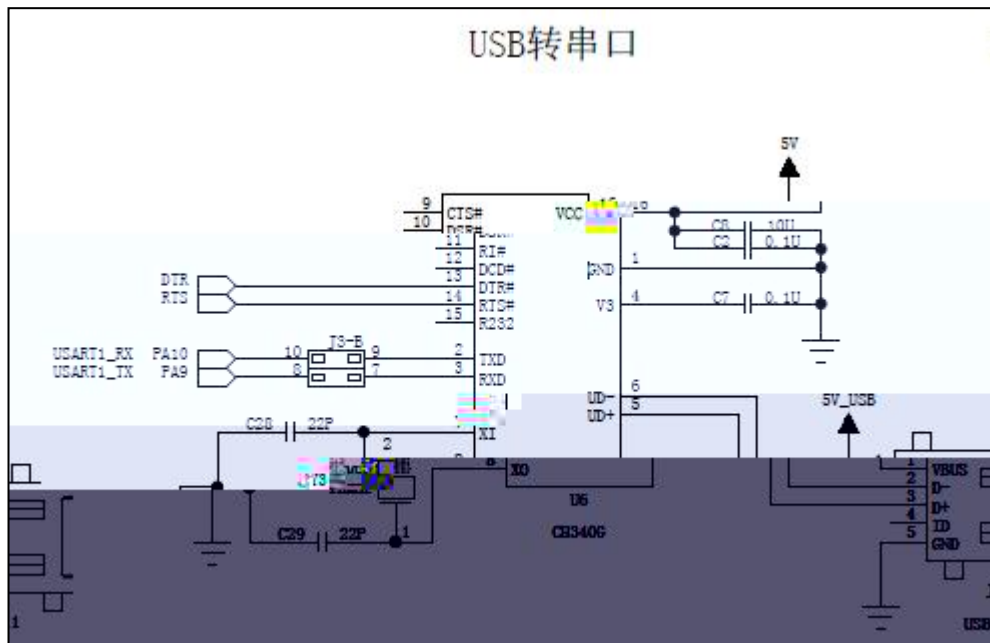 USB转串口
5V
9 CTS# VCC
10
C8 10U
C2 0.1U
11 RI#
12 DCD# GND 1
13 DTR#
DTR
14 RTS# V3 4 C7 0.1U
RTS
15 R232
J3-B
USART1_RX PA10 10 9 2 TXD
USART1_TX PA9 8 7 3 RXD
UD- 6
UD+ 5
5V_USB
C28 22P XI
2
8 XO
1 VBUS
2 D-
3 D+
4 ID
5 GND
U6
CH340G
C29 22P 1
1
USB